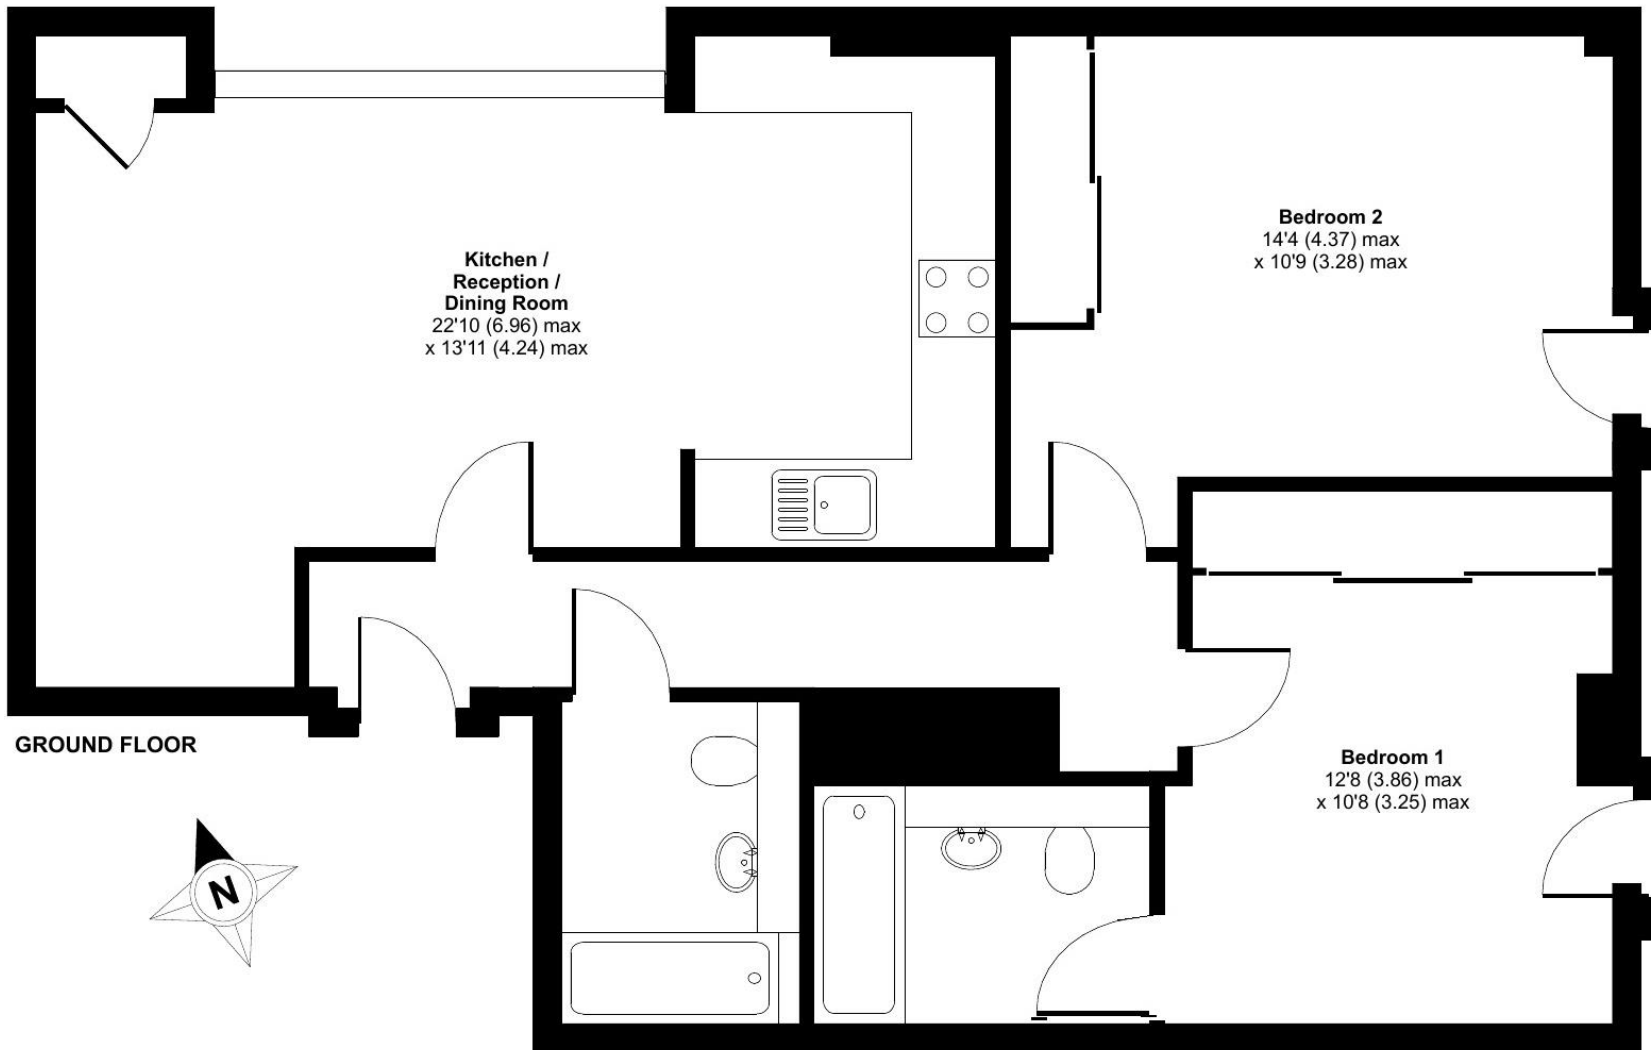 Kitchen /
Reception /
Dining Room
22'10 (6.96) max
x 13'11 (4.24) max
Bedroom 2
14'4 (4.37) max
x 10'9 (3.28) max
Bedroom 1
12'8 (3.86) max
x 10'8 (3.25) max
GROUND FLOOR
N